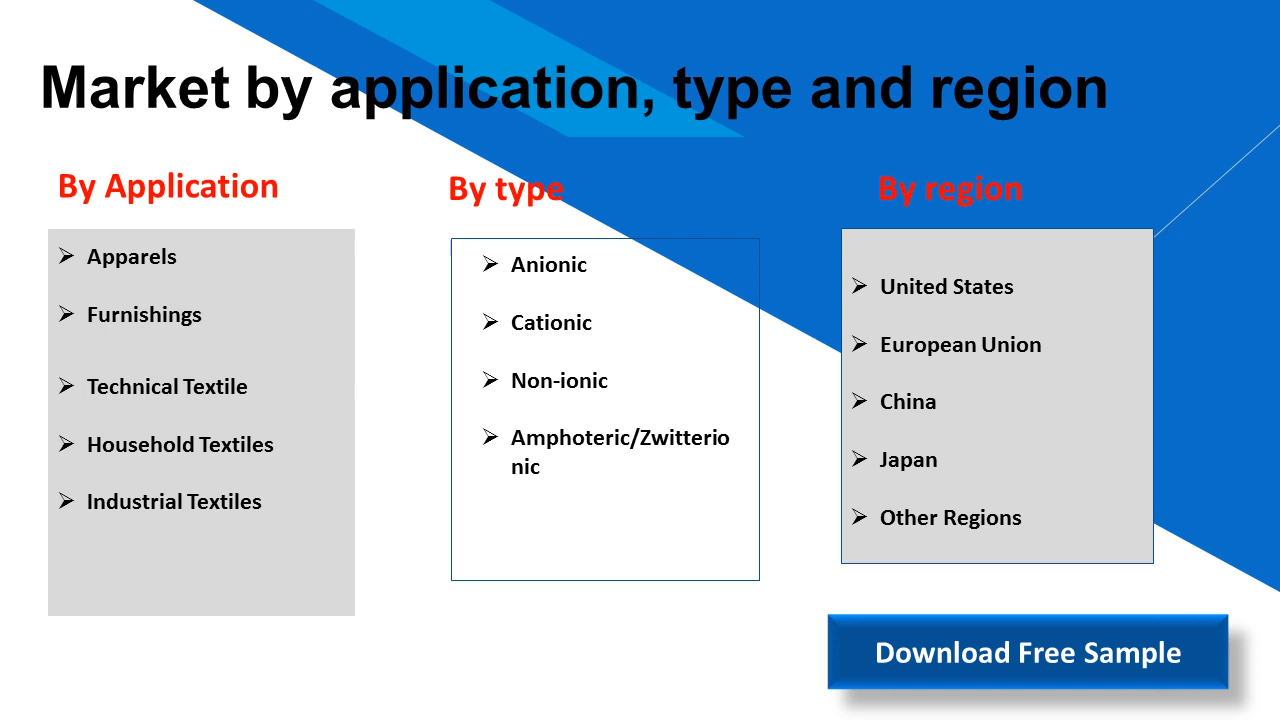 Market by application, type and region
By Application
Apparels
Furnishings
Technical Textile
Household Textiles
Industrial Textiles
By type
Anionic
Cationic
Non-ionic
Amphoteric/Zwitterio
nic
By region
United States
European Union
China
Japan
Other Regions
Download Free Sample